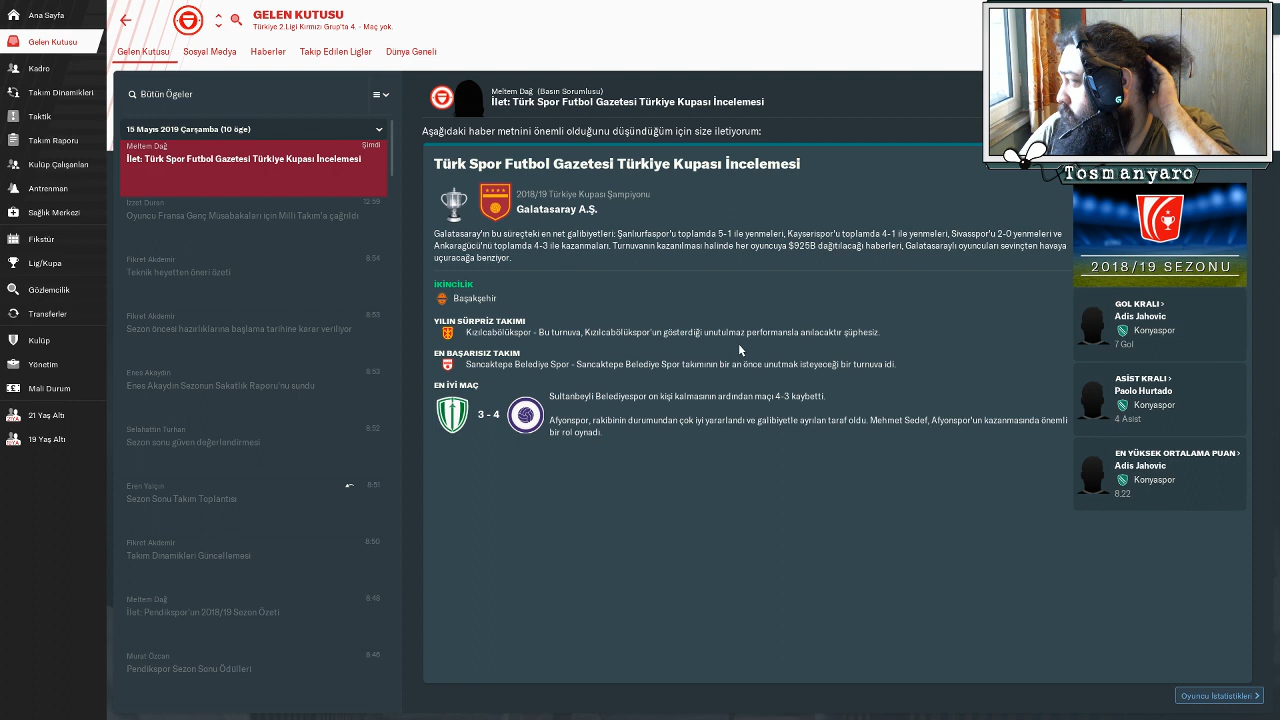 GELEN KUTUSU
Türkiye 2.Ligi Kırmızı Grup'ta 4. - Maç yok.
Gelen Kutusu
Sosyal Medya
Haberler
Takip Edilen Ligler
Dünya Geneli
Ana Sayfa
Gelen Kutusu
Kadro
Takım Dinamikleri
Taktik
Takım Raporu
Kulüp Çalışanları
Antrenman
Sağlık Merkezi
Fikstür
Lig/Kupa
Gözlemcilik
Transferler
Kulüp
Yönetim
Mali Durum
21 Yaş Altı
19 Yaş Altı
Bütün Ögeler
15 Mayıs 2019 Çarşamba (10 öge)
Meltem Dağ
Şimdi
İlet: Türk Spor Futbol Gazetesi Türkiye Kupası İncelemesi
İzzet Duran
12:59
Oyuncu Fransa Genç Müsabakaları için Milli Takım'a çağrıldı
Fikret Akdemir
8:54
Teknik heyetten öneri özeti
Fikret Akdemir
8:53
Sezon öncesi hazırlıklarına başlama tarihine karar veriliyor
Enes Akaydın
8:53
Enes Akaydın Sezonun Sakatlık Raporu'nu sundu
Selahattin Turhan
8:52
Sezon sonu güven değerlendirmesi
Eren Yalçın
8:51
Sezon Sonu Takım Toplantısı
Fikret Akdemir
8:50
Takım Dinamikleri Güncellemesi
Meltem Dağ
8:48
İlet: Pendikspor'un 2018/19 Sezon Özeti
Murat Özcan
8:46
Pendikspor Sezon Sonu Ödülleri
Meltem Dağ (Basın Sorumlusu)
İlet: Türk Spor Futbol Gazetesi Türkiye Kupası İncelemesi
Aşağıdaki haber metnini önemli olduğunu düşündüğüm için size iletiyorum:
Türk Spor Futbol Gazetesi Türkiye Kupası İncelemesi
2018/19 Türkiye Kupası Şampiyonu
Galatasaray A.Ş.
Galatasaray'ın bu süreçteki en net galibiyetleri: Şanlıurfaspor'u toplamda 5-1 ile yenmeleri, Kayserispor'u toplamda 4-1 ile yenmeleri, Sivasspor'u 2-0 yenmeleri ve
Ankaragücü'nü toplamda 4-3 ile kazanmaları. Turnuvanın kazanılması halinde her oyuncuya $925B dağıtılacağı haberleri, Galatasaraylı oyuncuları sevinçten havaya
uçuracağa benziyor.
İKİNCİLİK
Başakşehir
YILIN SÜRPRİZ TAKIMI
Kızılcabölükspor - Bu turnuva, Kızılcabölükspor'un gösterdiği unutulmaz performansla anılacaktır şüphesiz.
EN BAŞARISIZ TAKIM
Sancaktepe Belediye Spor - Sancaktepe Belediye Spor takımının bir an önce unutmak isteyeceği bir turnuva idi.
EN İYİ MAÇ
3 - 4
Sultanbeyli Belediyespor on kişi kalmasının ardından maçı 4-3 kaybetti.
Afyonspor, rakibinin durumundan çok iyi yararlandı ve galibiyetle ayrılan taraf oldu. Mehmet Sedef, Afyonspor'un kazanmasında önemli
bir rol oynadı.
Tosmanyaro
2018/19 SEZONU
GOL KRALI >
Adis Jahovic
Konyaspor
7 Gol
ASİST KRALI >
Paolo Hurtado
Konyaspor
4 Asist
EN YÜKSEK ORTALAMA PUAN >
Adis Jahovic
Konyaspor
8.22
Oyuncu İstatistikleri >